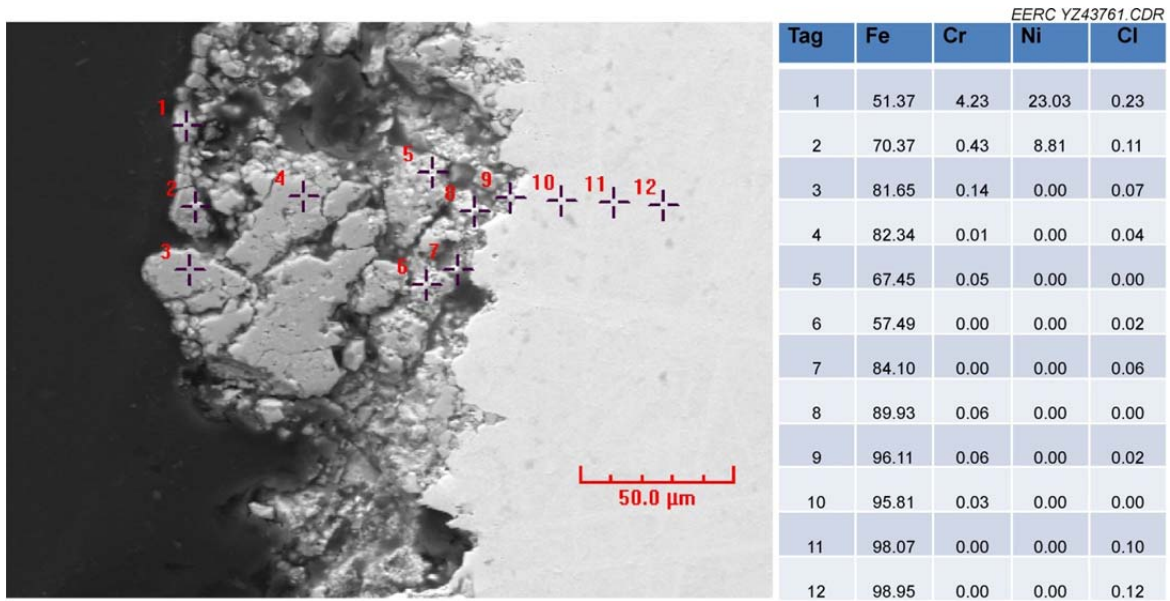 EERC YZ43761.CDR
Tag Fe Cr Ni Cl
1 51.37 4.23 23.03 0.23
2 70.37 0.43 8.81 0.11
3 81.65 0.14 0.00 0.07
4 82.34 0.01 0.00 0.04
5 67.45 0.05 0.00 0.00
6 57.49 0.00 0.00 0.02
7 84.10 0.00 0.00 0.06
8 89.93 0.06 0.00 0.00
9 96.11 0.06 0.00 0.02
10 95.81 0.03 0.00 0.00
11 98.07 0.00 0.00 0.10
12 98.95 0.00 0.00 0.12
1
5
2
4
8
9
10
11
12
3
6
7
50.0 µm